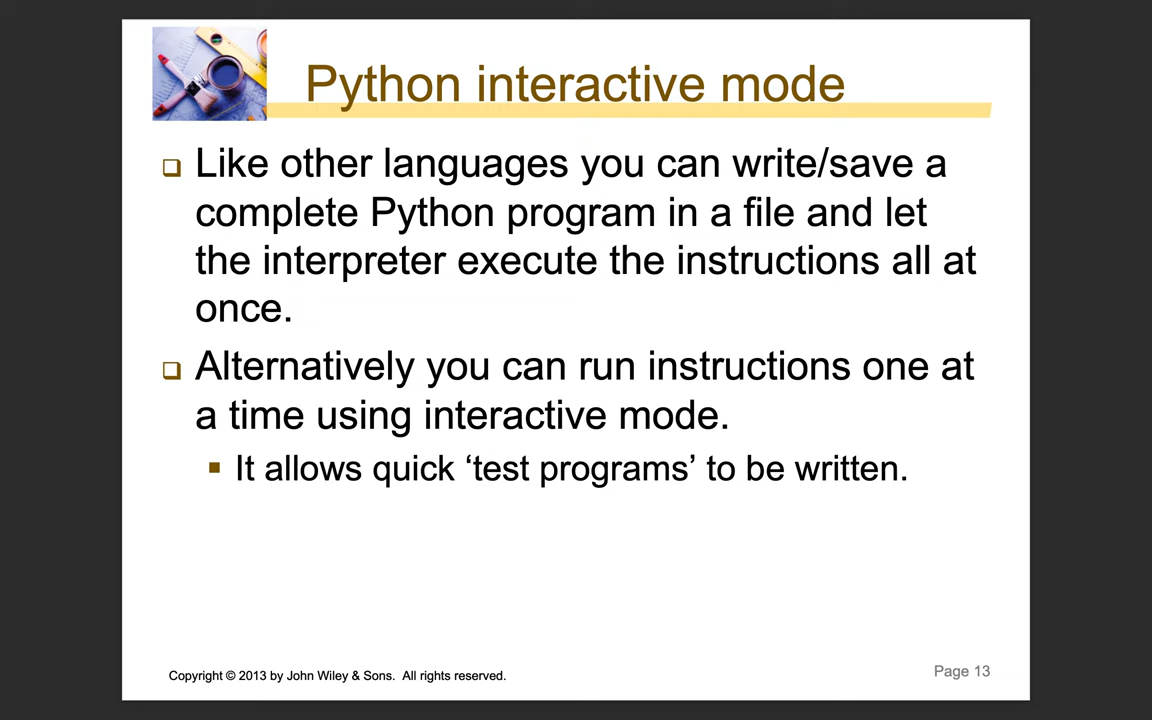 Python interactive mode
Like other languages you can write/save a
complete Python program in a file and let
the interpreter execute the instructions all at
once.
Alternatively you can run instructions one at
a time using interactive mode.
It allows quick ‘test programs’ to be written.
Copyright © 2013 by John Wiley & Sons. All rights reserved.
Page 13